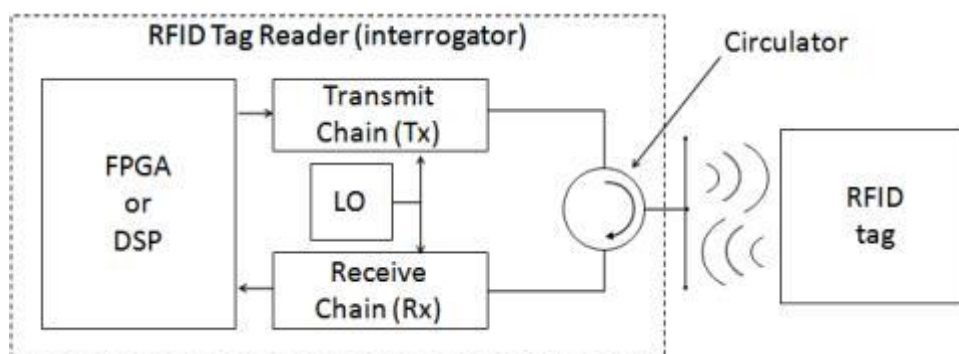 RFID Tag Reader (interrogator)
Circulator
Transmit
Chain (Tx)
FPGA
or
DSP
LO
RFID
tag
Receive
Chain (Rx)